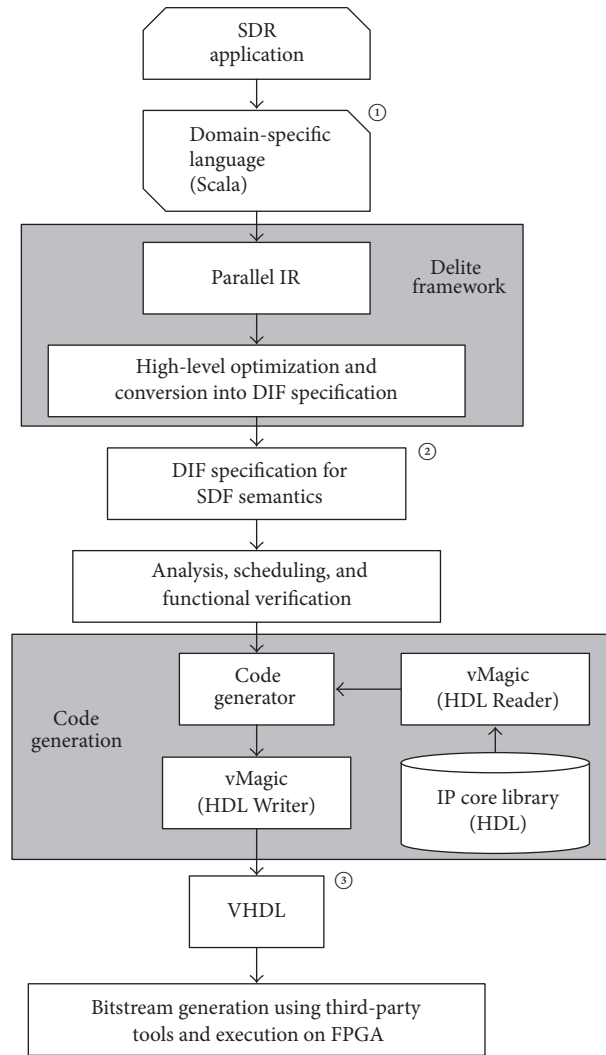 SDR
application
①
Domain-specific
language
(Scala)
Parallel IR
Delite
framework
High-level optimization and
conversion into DIF specification
②
DIF specification for
SDF semantics
Analysis, scheduling, and
functional verification
Code
generation
Code
generator
vMagic
(HDL Reader)
vMagic
(HDL Writer)
IP core library
(HDL)
③
VHDL
Bitstream generation using third-party
tools and execution on FPGA